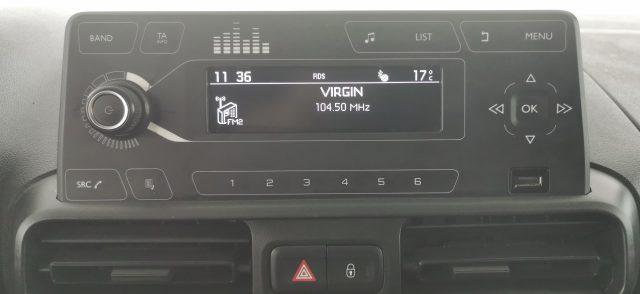 BAND
TA
INFO
LIST
MENU
11 36 RDS 17°C
VIRGIN
104.50 MHz
FM2
OK
SRC
1 2 3 4 5 6